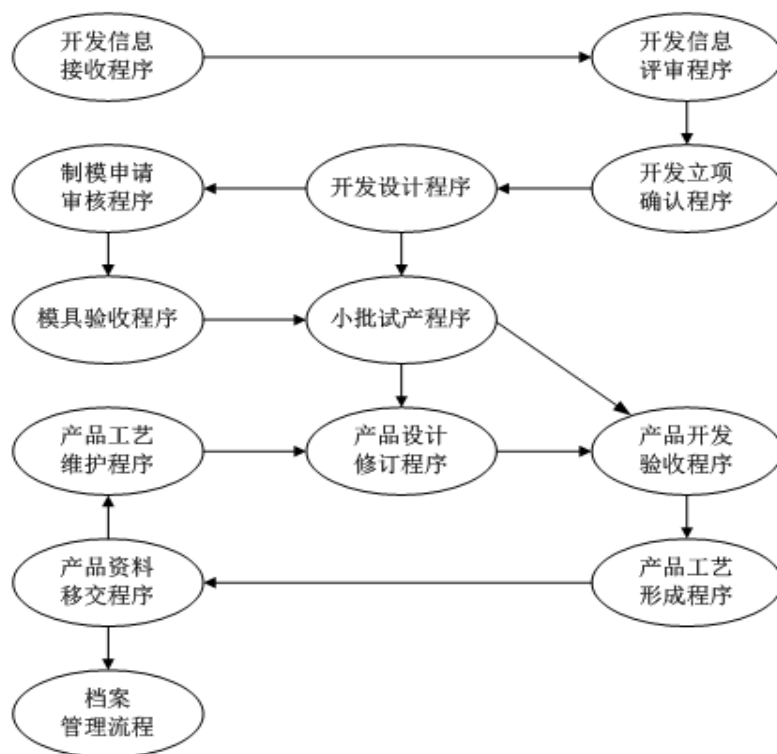 开发信息
接收程序
开发信息
评审程序
制模申请
审核程序
开发设计程序
开发立项
确认程序
模具验收程序
小批试产程序
产品工艺
维护程序
产品设计
修订程序
产品开发
验收程序
产品资料
移交程序
产品工艺
形成程序
档案
管理流程